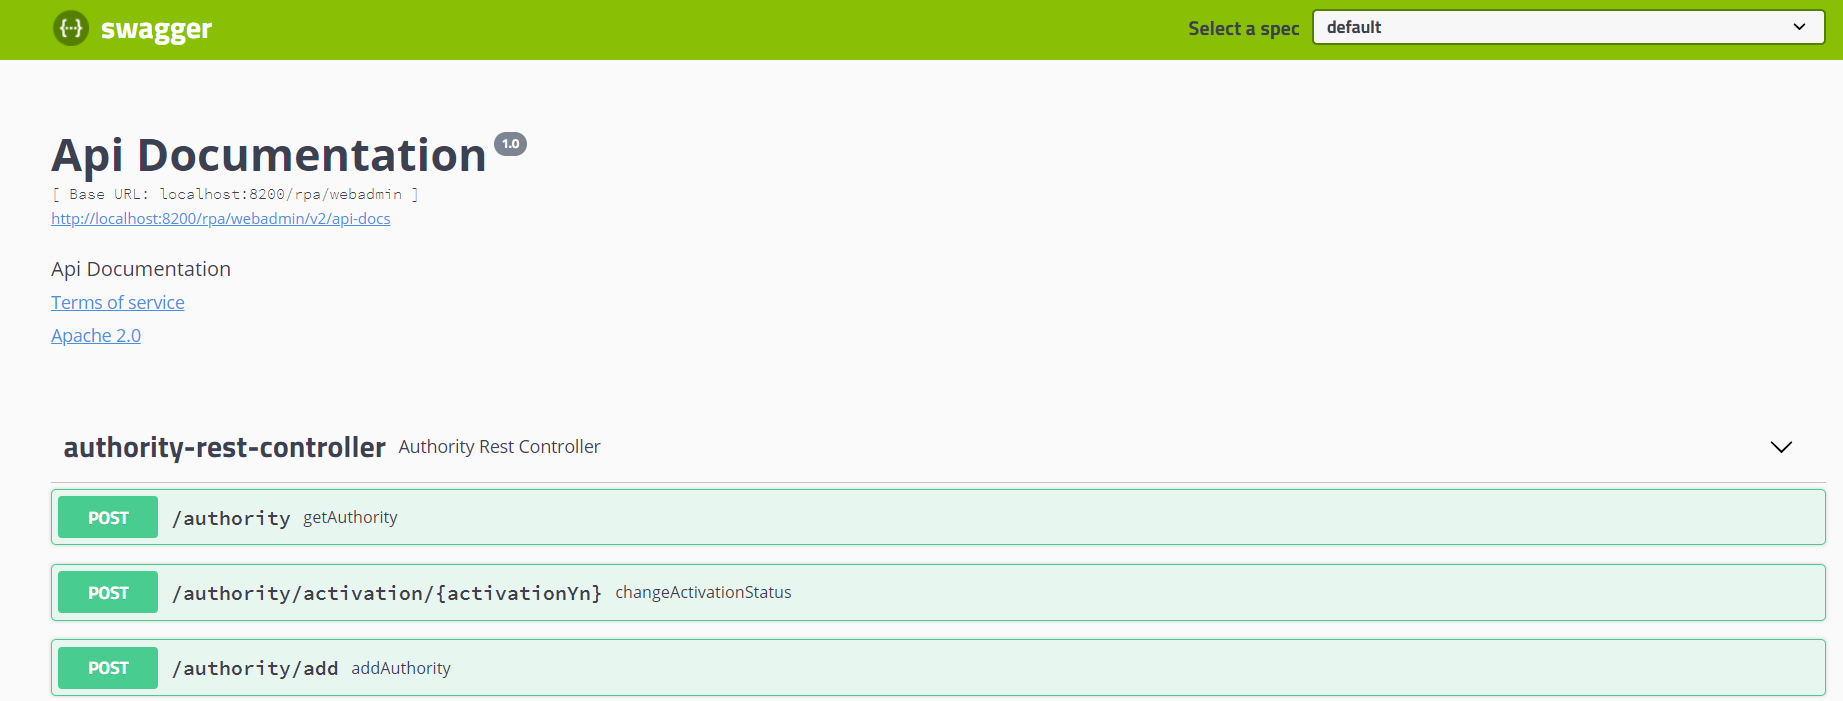 swagger
Select a spec default
Api Documentation 1.0
[ Base URL: localhost:8200/rpa/webadmin ]
http://localhost:8200/rpa/webadmin/v2/api-docs
Api Documentation
Terms of service
Apache 2.0
authority-rest-controller Authority Rest Controller
POST /authority getAuthority
POST /authority/activation/{activationYn} changeActivationStatus
POST /authority/add addAuthority